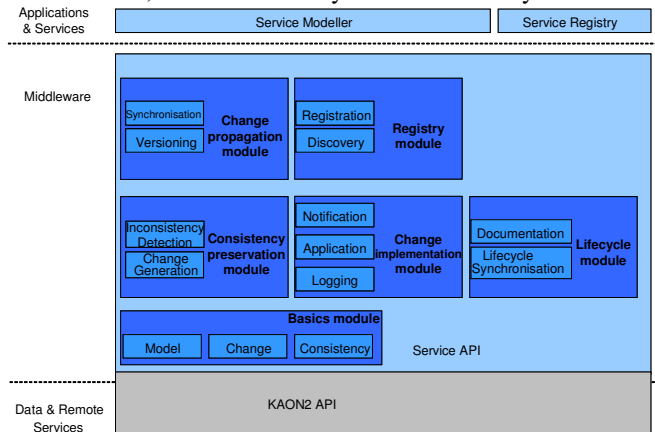 Applications
& Services
Service Modeller
Service Registry
Middleware
Synchronisation
Versioning
Change
propagation
module
Registration
Discovery
Registry
module
Inconsistency
Detection
Change
Generation
Consistency
preservation
module
Notification
Application
Logging
Change
implementation
module
Documentation
Lifecycle
Synchronisation
Lifecycle
module
Basics module
Model
Change
Consistency
Service API
KAON2 API
Data & Remote
Services